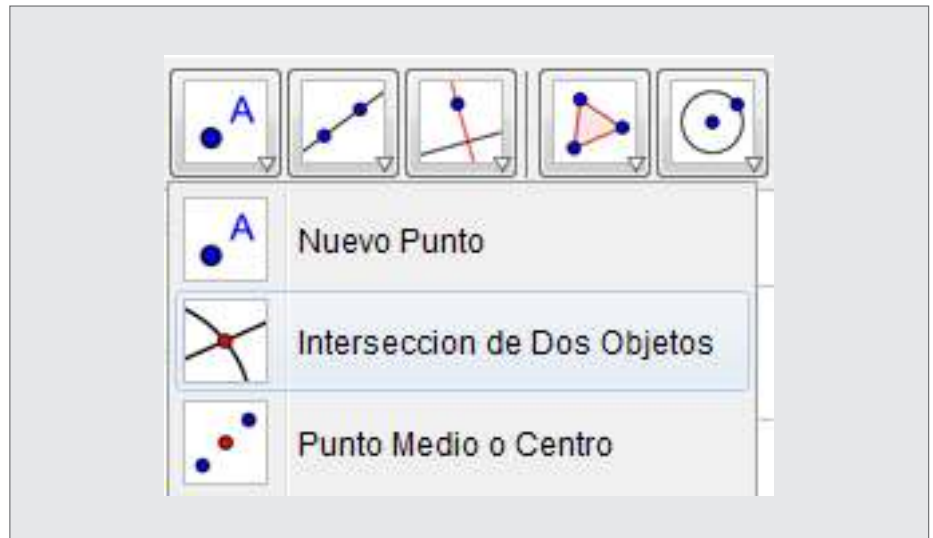 A
A
Nuevo Punto
Interseccion de Dos Objetos
Punto Medio o Centro